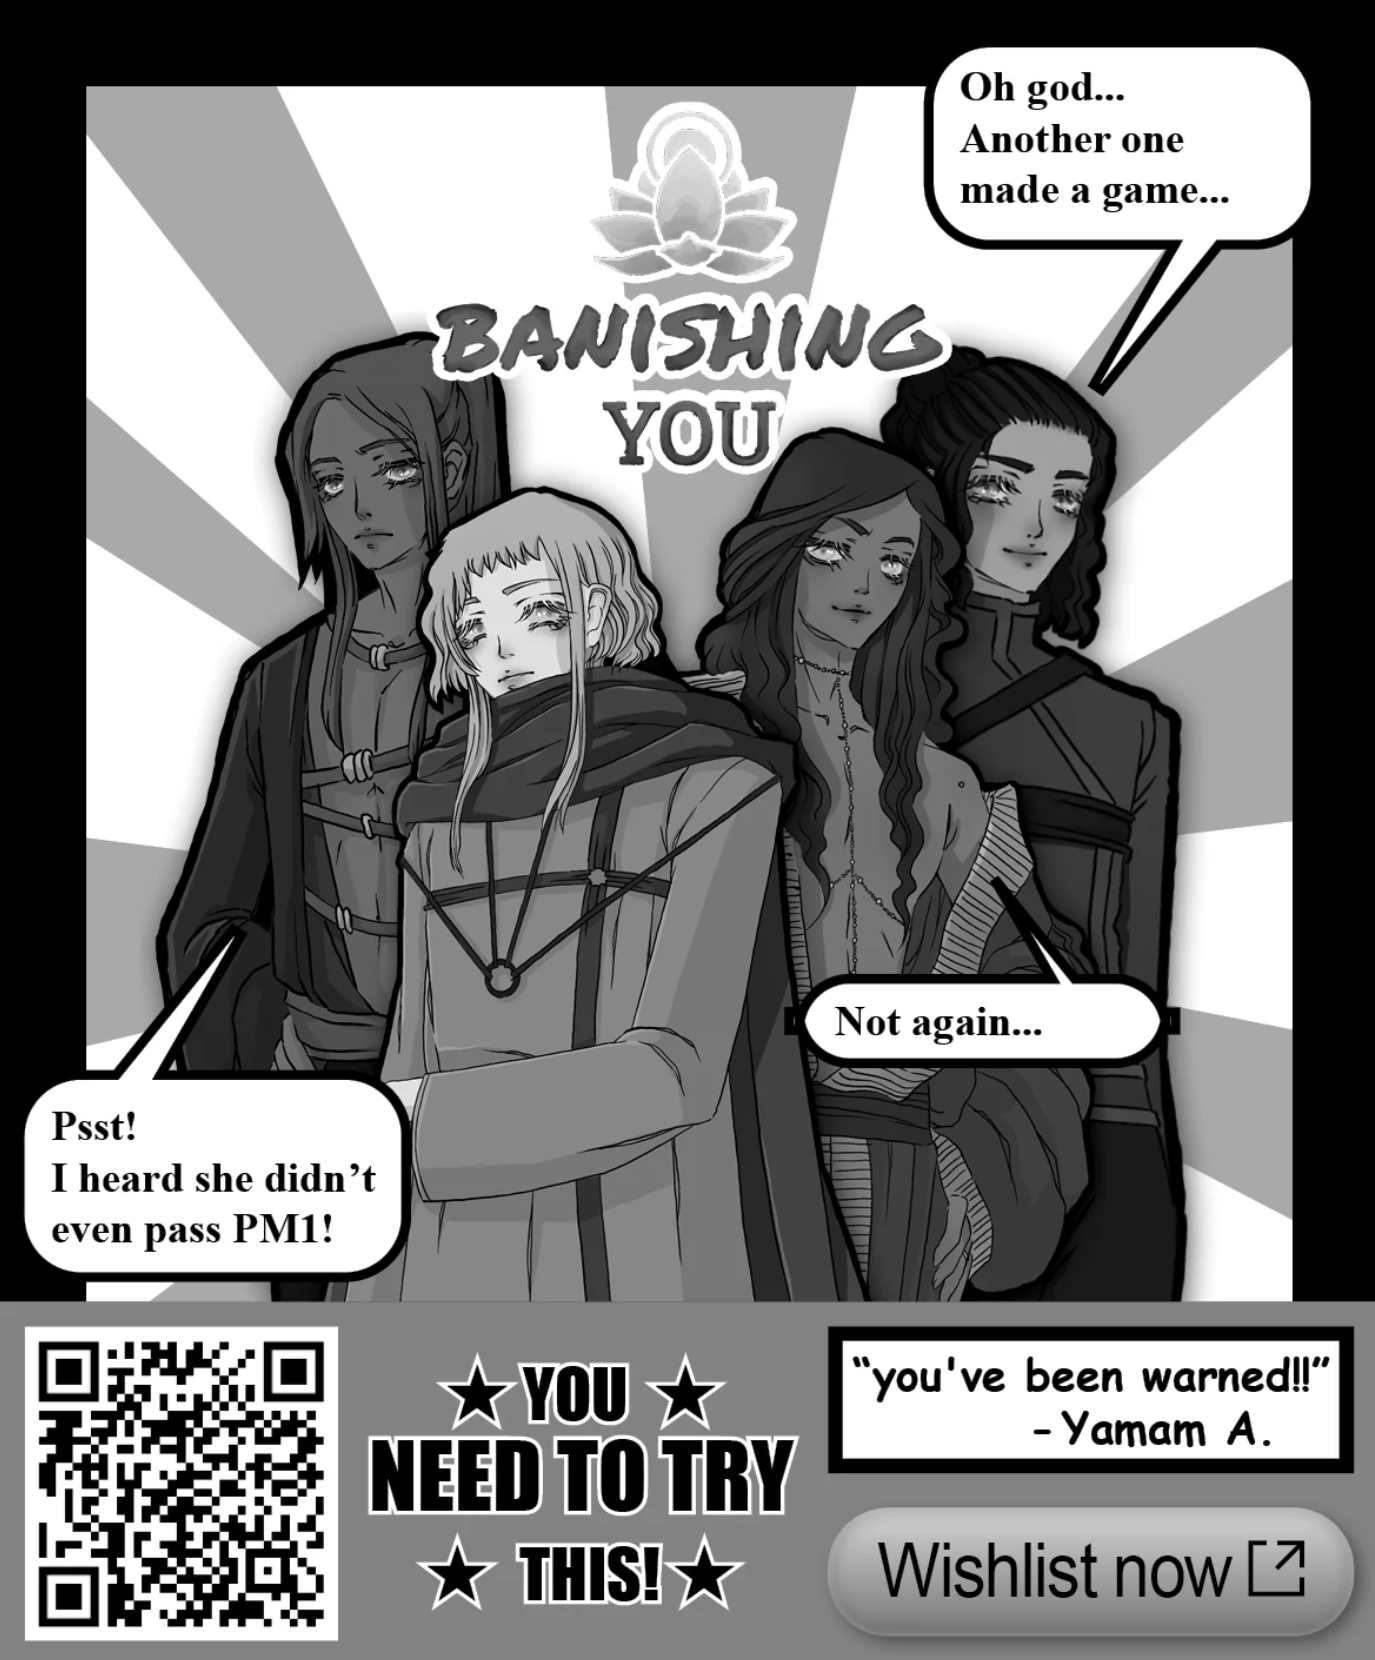 Oh god...
Another one
made a game...
BANISHING
YOU
Not again...
Psst!
I heard she didn’t
even pass PM1!
YOU
NEED TO TRY
THIS!
“you've been warned!!”
- Yamam A.
Wishlist now